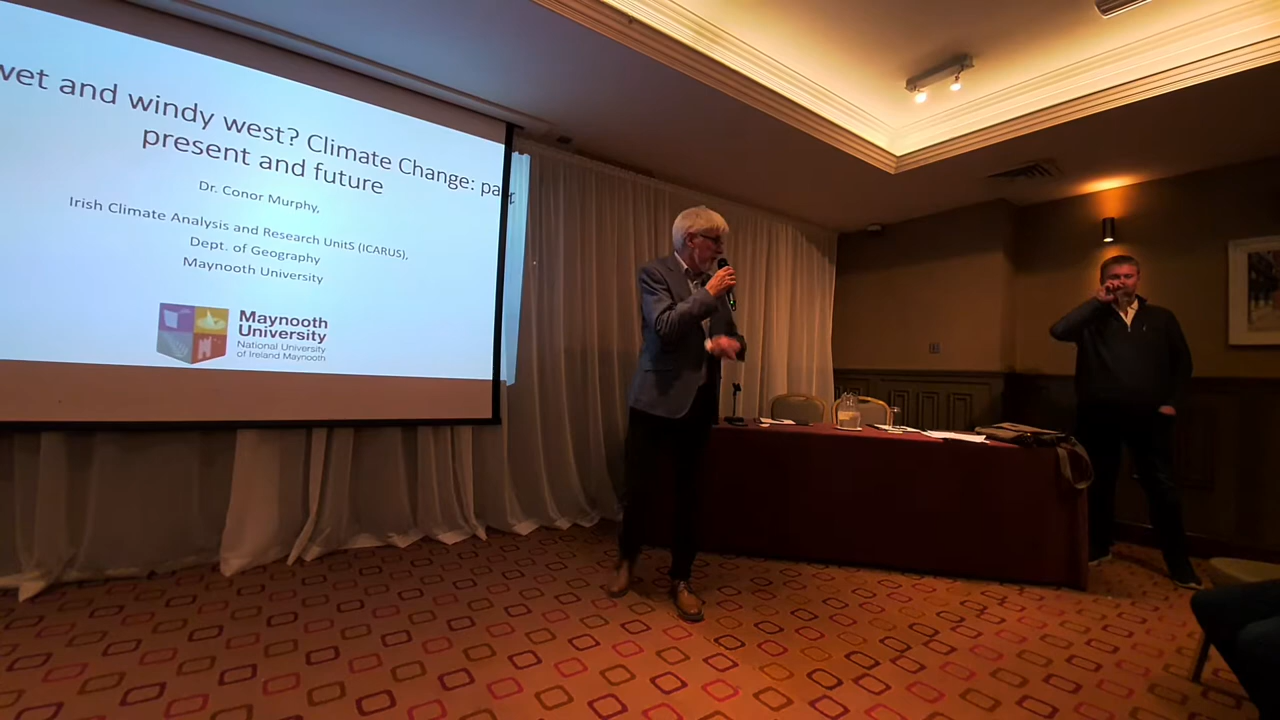 wet and windy west? Climate Change: past
present and future
Dr. Conor Murphy,
Irish Climate Analysis and Research UnitS (ICARUS),
Dept. of Geography
Maynooth University
Maynooth
University
National University
of Ireland Maynooth